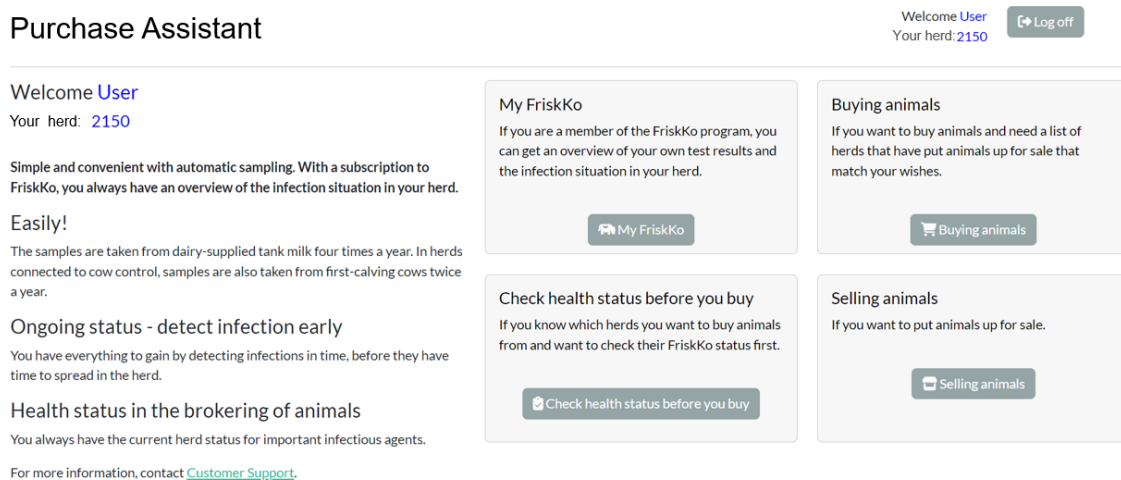 Purchase Assistant
Welcome User
Your herd: 2150
Log off
Welcome User
Your herd: 2150
Simple and convenient with automatic sampling. With a subscription to
FriskKo, you always have an overview of the infection situation in your herd.
Easily!
The samples are taken from dairy-supplied tank milk four times a year. In herds
connected to cow control, samples are also taken from first-calving cows twice
a year.
Ongoing status - detect infection early
You have everything to gain by detecting infections in time, before they have
time to spread in the herd.
Health status in the brokering of animals
You always have the current herd status for important infectious agents.
For more information, contact Customer Support.
My FriskKo
If you are a member of the FriskKo program, you
can get an overview of your own test results and
the infection situation in your herd.
My FriskKo
Buying animals
If you want to buy animals and need a list of
herds that have put animals up for sale that
match your wishes.
Buying animals
Check health status before you buy
If you know which herds you want to buy animals
from and want to check their FriskKo status first.
Check health status before you buy
Selling animals
If you want to put animals up for sale.
Selling animals